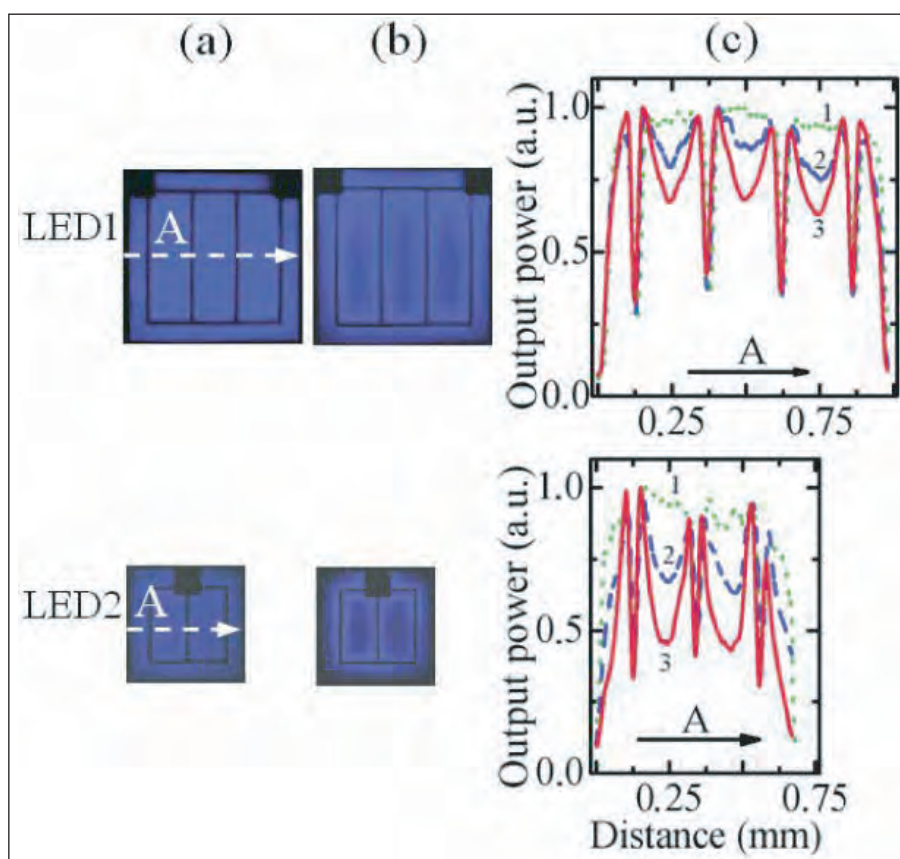 (a) (b) (c)
LED1
A
Output power (a.u.)
1.0
0.5
0.0
1
2
3
A
0.25 0.75
LED2
A
Output power (a.u.)
1.0
0.5
0.0
1
2
3
A
0.25 0.75
Distance (mm)